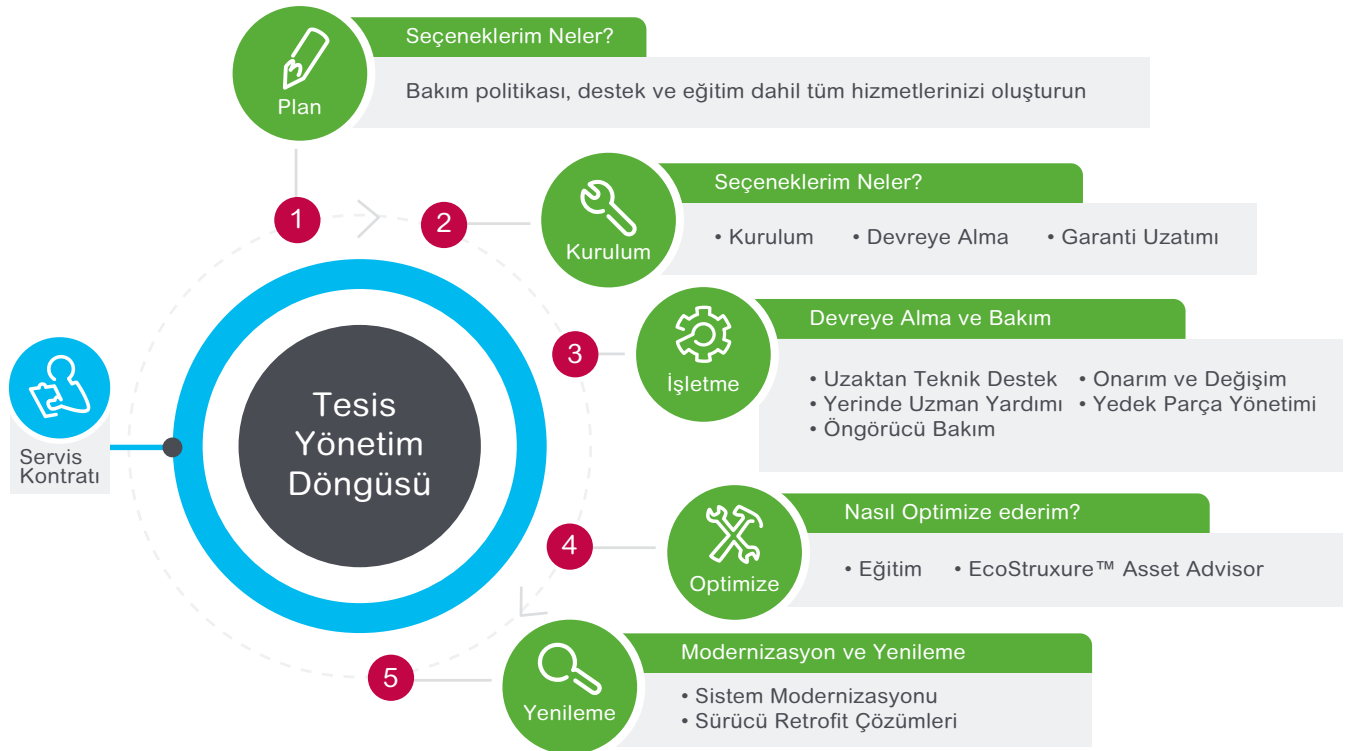 Seçeneklerim Neler?
Bakım politikası, destek ve eğitim dahil tüm hizmetlerinizi oluşturun
Plan
1
2
Seçeneklerim Neler?
• Kurulum • Devreye Alma • Garanti Uzatımı
Kurulum
3
Devreye Alma ve Bakım
İşletme
• Uzaktan Teknik Destek • Onarım ve Değişim
• Yerinde Uzman Yardımı • Yedek Parça Yönetimi
• Öngörücü Bakım
Tesis
Yönetim
Döngüsü
Servis
Kontratı
4
Nasıl Optimize ederim?
• Eğitim • EcoStruxure™ Asset Advisor
Optimize
5
Modernizasyon ve Yenileme
• Sistem Modernizasyonu
• Sürücü Retrofit Çözümleri
Yenileme